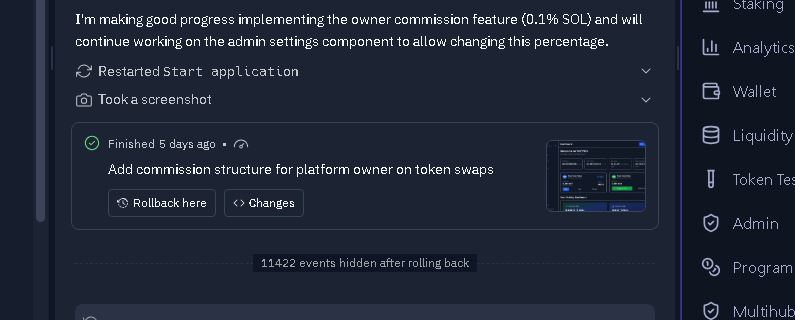 I'm making good progress implementing the owner commission feature (0.1% SOL) and will
continue working on the admin settings component to allow changing this percentage.
Restarted Start application
Took a screenshot
Finished 5 days ago •
Add commission structure for platform owner on token swaps
Rollback here
Changes
11422 events hidden after rolling back
Staking
Analytics
Wallet
Liquidity
Token Tes
Admin
Program
Multihub